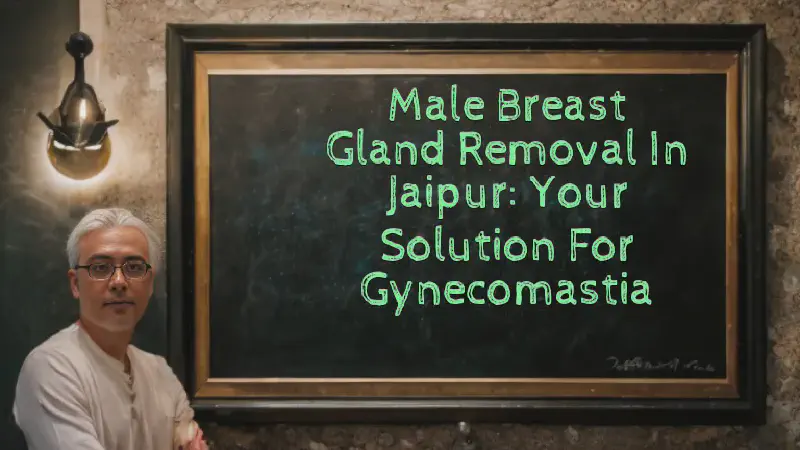 Male Breast
Gland Removal In
Jaipur: Your
Solution For
Gynecomastia